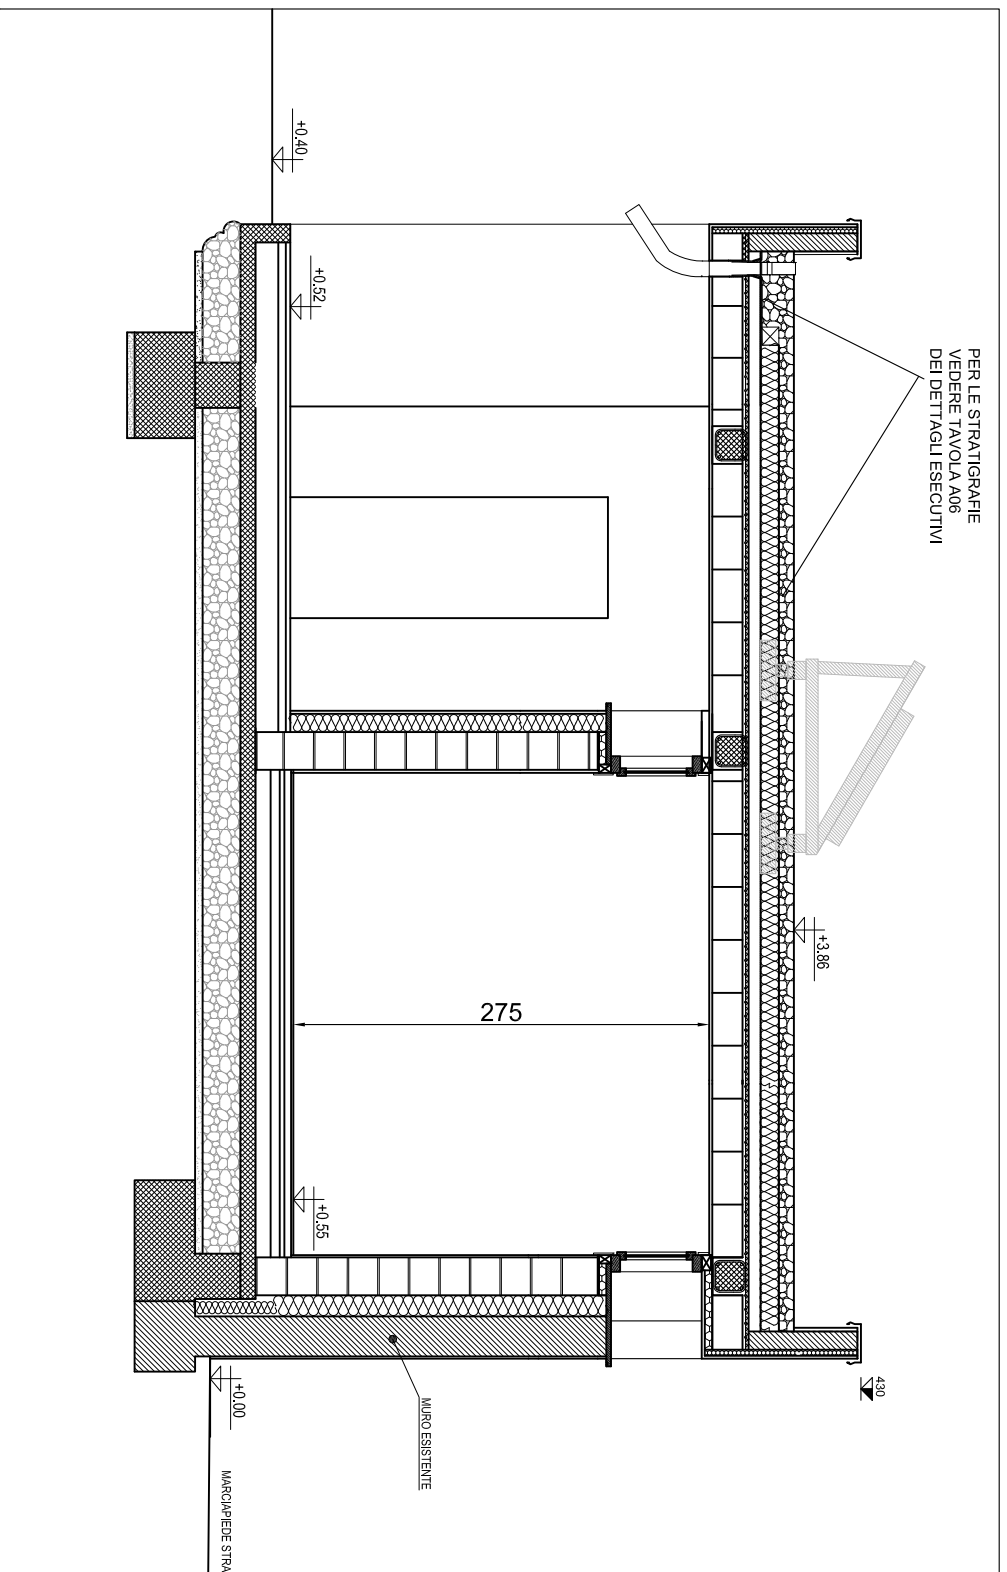 PER LE STRATIGRAFIE
VEDERE TAVOLA A06
DEI DETTAGLI ESECUTIVI
430
+3.86
+0.40
+0.52
275
+0.55
MURO ESISTENTE
+0.00
MARCIAPIEDE STRA